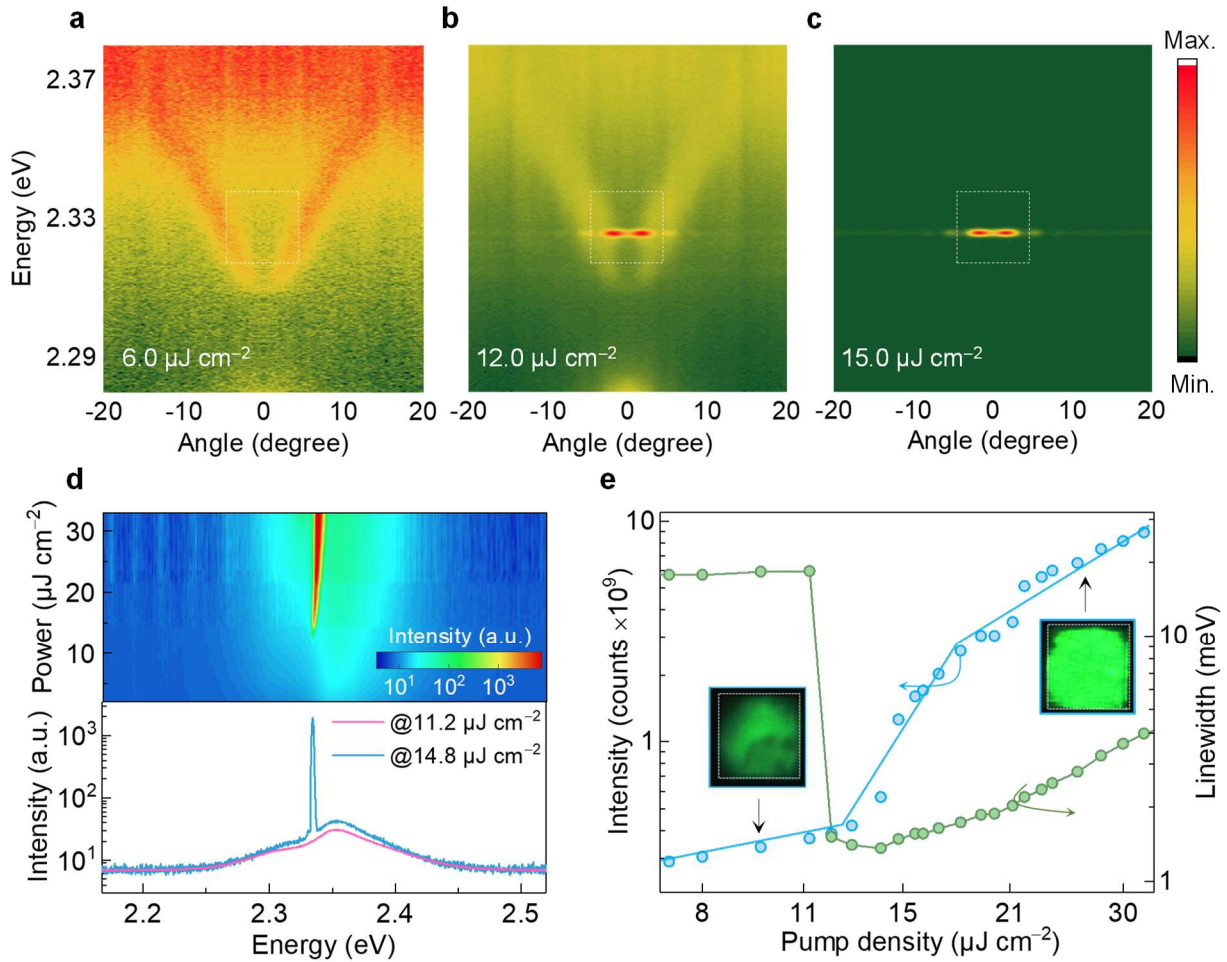 a
b
c
Energy (eV)
2.37
2.33
2.29
6.0 µJ cm⁻²
12.0 µJ cm⁻²
15.0 µJ cm⁻²
-20 -10 0 10 20
-20 -10 0 10 20
-20 -10 0 10 20
Angle (degree)
Angle (degree)
Angle (degree)
Max.
Min.
d
Power (µJ cm⁻²)
30
20
10
Intensity (a.u.)
10¹ 10² 10³
Intensity (a.u.)
10³
10²
10¹
@11.2 µJ cm⁻²
@14.8 µJ cm⁻²
2.2 2.3 2.4 2.5
Energy (eV)
e
Intensity (counts ×10⁹)
10
1
Linewidth (meV)
10
1
8 11 15 21 30
Pump density (µJ cm⁻²)